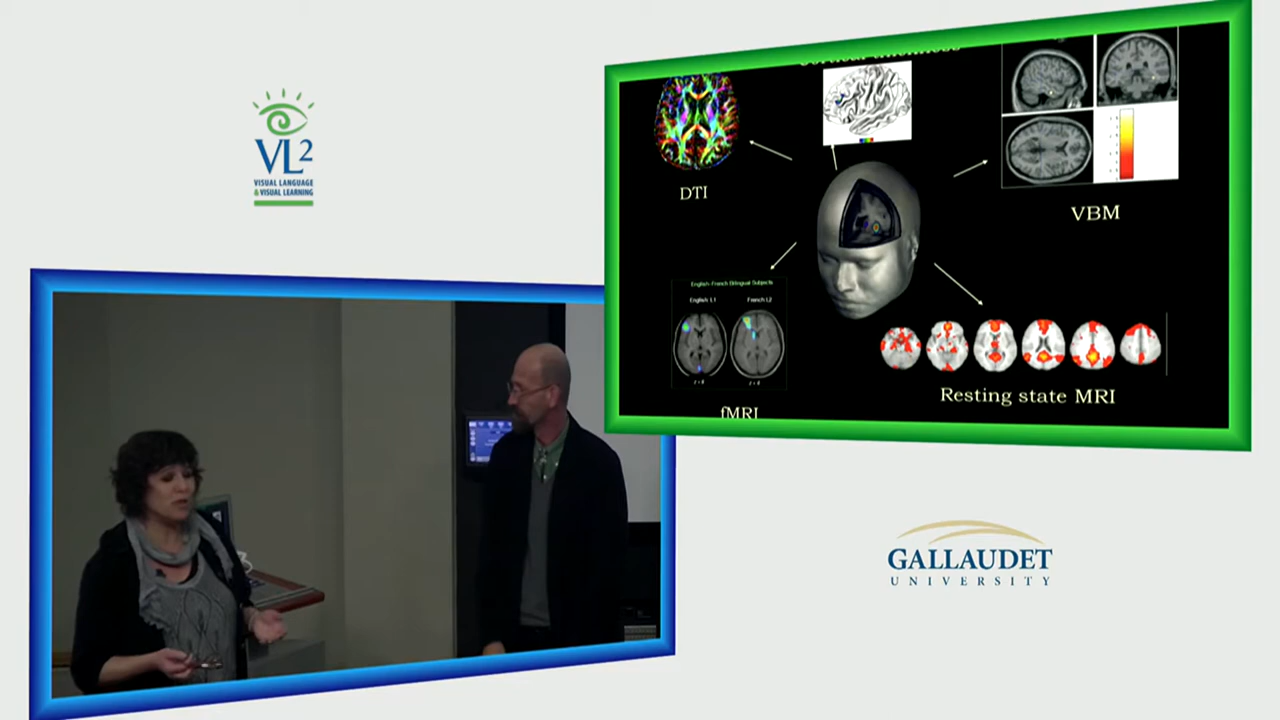 VL2
VISUAL LANGUAGE
& VISUAL LEARNING
DTI
VBM
English-French Bilingual Subjects
English L1
French L2
fMRI
Resting state MRI
GALLAUDET
UNIVERSITY